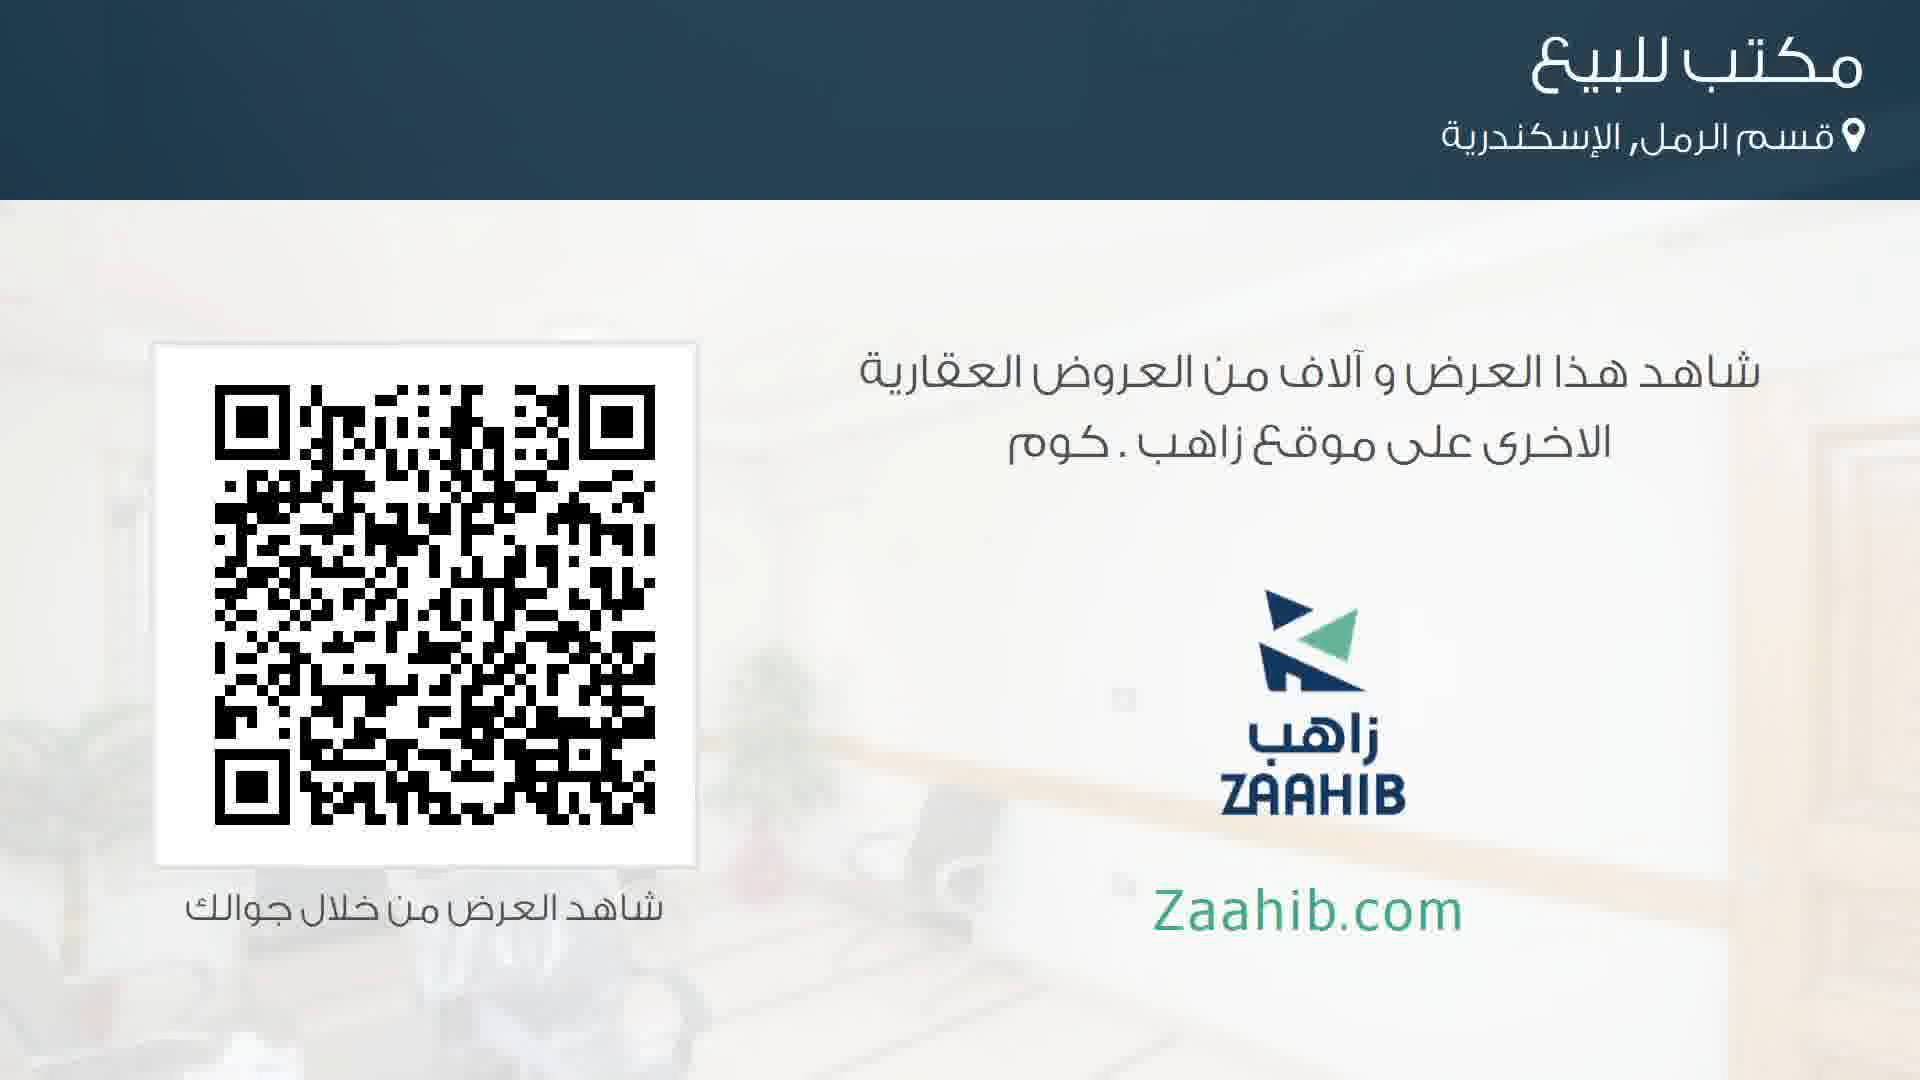 مكتب للبيع
قسم الرمل, الإسكندرية
شاهد هذا العرض و آلاف من العروض العقارية
الاخرى على موقع زاهب . كوم
زاهب
ZAAHIB
Zaahib.com
شاهد العرض من خلال جوالك